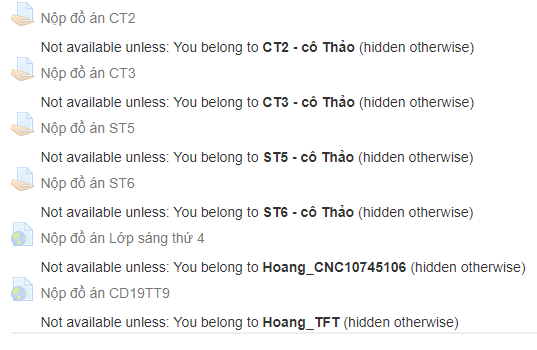 Nộp đồ án CT2
Not available unless: You belong to CT2 - cô Thảo (hidden otherwise)
Nộp đồ án CT3
Not available unless: You belong to CT3 - cô Thảo (hidden otherwise)
Nộp đồ án ST5
Not available unless: You belong to ST5 - cô Thảo (hidden otherwise)
Nộp đồ án ST6
Not available unless: You belong to ST6 - cô Thảo (hidden otherwise)
Nộp đồ án Lớp sáng thứ 4
Not available unless: You belong to Hoang_CNC10745106 (hidden otherwise)
Nộp đồ án CD19TT9
Not available unless: You belong to Hoang_TFT (hidden otherwise)